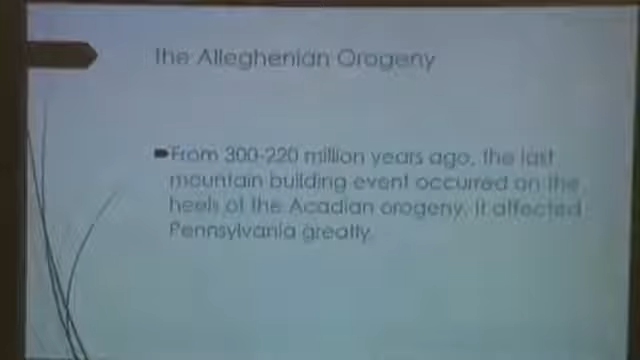 The Alleghenian Orogeny
From 300-220 million years ago, the last
mountain building event occurred on the
heels of the Acadian orogeny. It affected
Pennsylvania greatly.